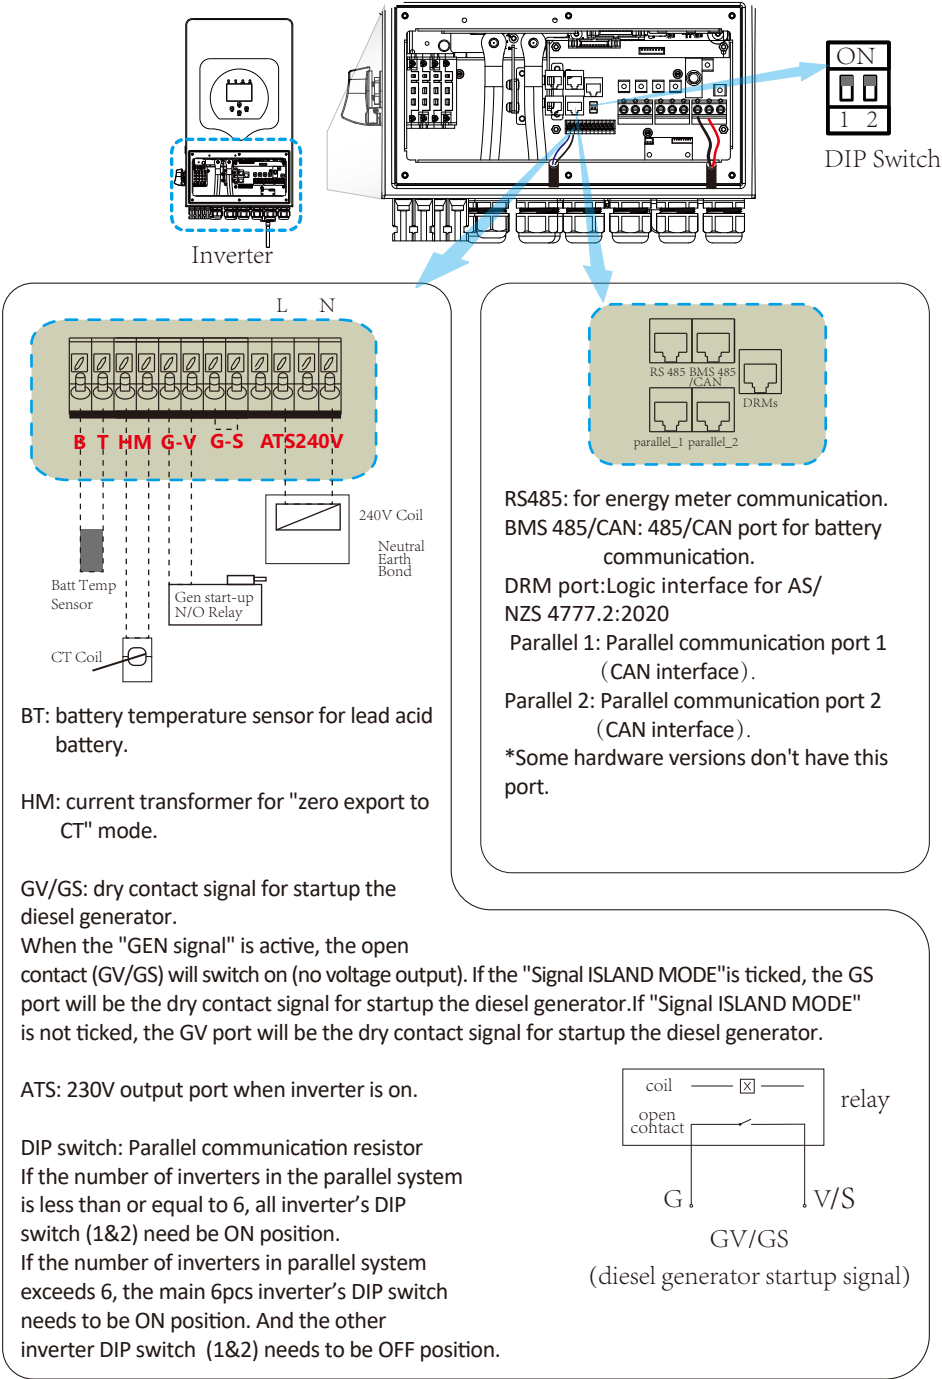 ON
1 2
DIP Switch
Inverter
L N
B T HM G-V G-S ATS240V
240V Coil
Neutral
Earth
Bond
Batt Temp
Sensor
Gen start-up
N/O Relay
CT Coil
RS 485 BMS 485
/CAN
DRMs
parallel_1 parallel_2
RS485: for energy meter communication.
BMS 485/CAN: 485/CAN port for battery
communication.
DRM port:Logic interface for AS/
NZS 4777.2:2020
Parallel 1: Parallel communication port 1
（CAN interface）.
Parallel 2: Parallel communication port 2
（CAN interface）.
*Some hardware versions don't have this
port.
BT: battery temperature sensor for lead acid
battery.
HM: current transformer for "zero export to
CT" mode.
GV/GS: dry contact signal for startup the
diesel generator.
When the "GEN signal" is active, the open
contact (GV/GS) will switch on (no voltage output). If the "Signal ISLAND MODE"is ticked, the GS
port will be the dry contact signal for startup the diesel generator.If "Signal ISLAND MODE"
is not ticked, the GV port will be the dry contact signal for startup the diesel generator.
ATS: 230V output port when inverter is on.
DIP switch: Parallel communication resistor
If the number of inverters in the parallel system
is less than or equal to 6, all inverter’s DIP
switch (1&2) need be ON position.
If the number of inverters in parallel system
exceeds 6, the main 6pcs inverter’s DIP switch
needs to be ON position. And the other
inverter DIP switch (1&2) needs to be OFF position.
coil
relay
open
contact
G V/S
GV/GS
(diesel generator startup signal)